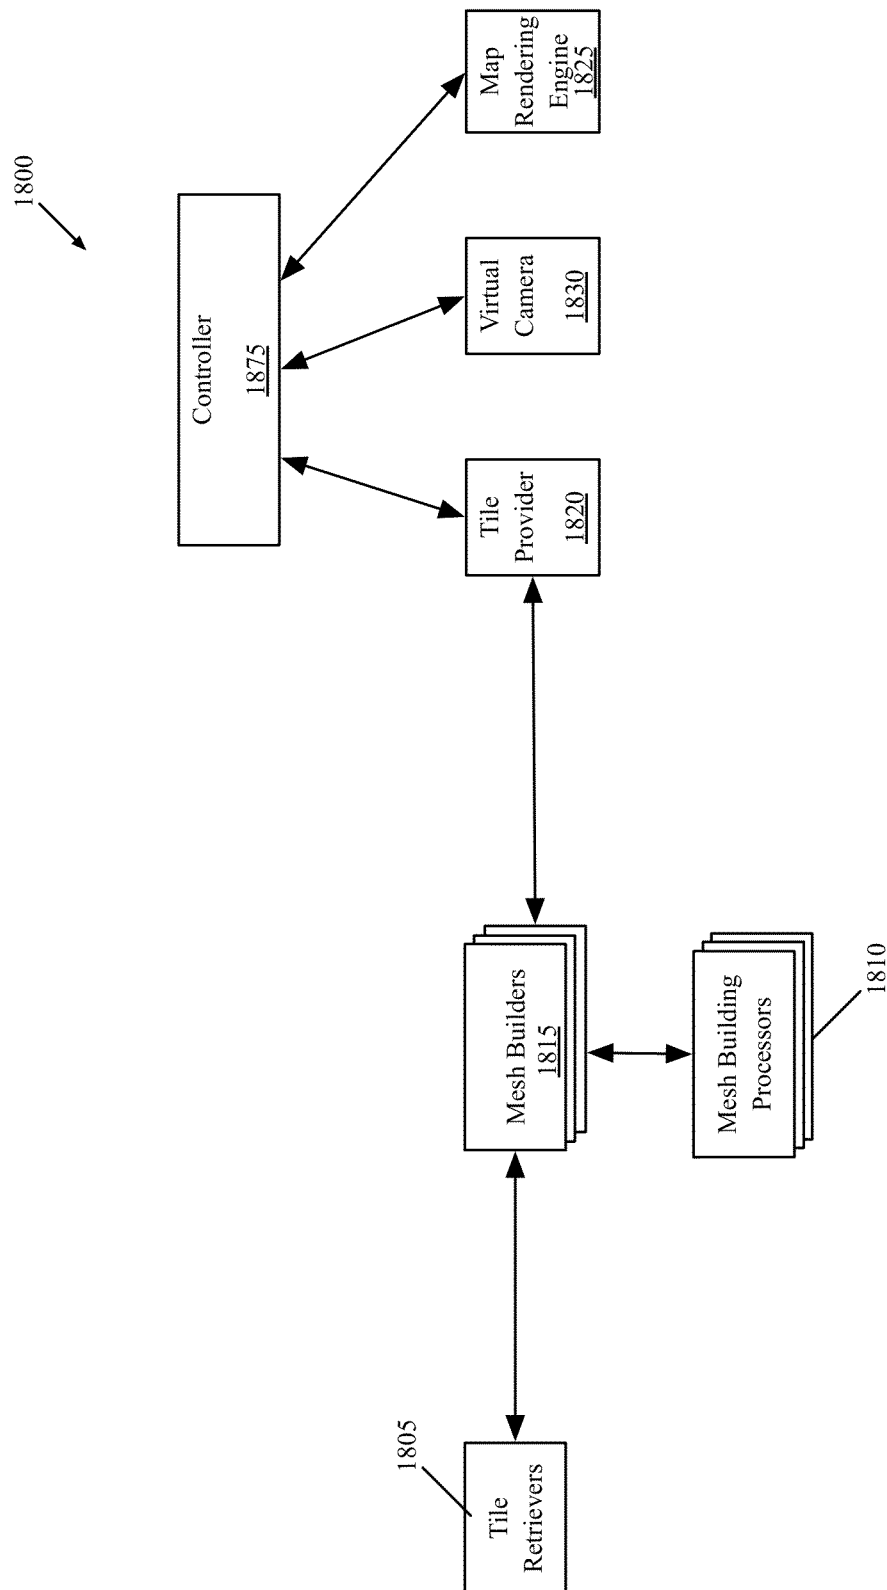 1800
Controller
1875
Tile
Retrievers
1805
Mesh Builders
1815
Mesh Building
Processors
1810
Tile
Provider
1820
Virtual
Camera
1830
Map
Rendering
Engine
1825